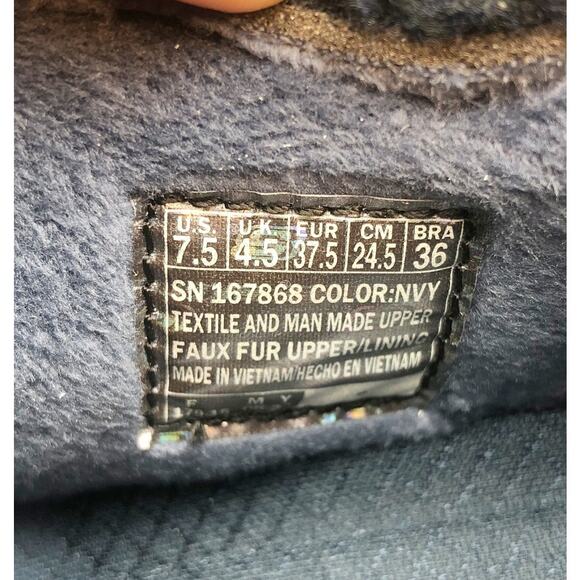 U.S. U.K EUR CM BRA
7.5 4.5 37.5 24.5 36
SN 167868 COLOR:NVY
TEXTILE AND MAN MADE UPPER
FAUX FUR UPPER/LINING
MADE IN VIETNAM/HECHO EN VIETNAM
F M Y